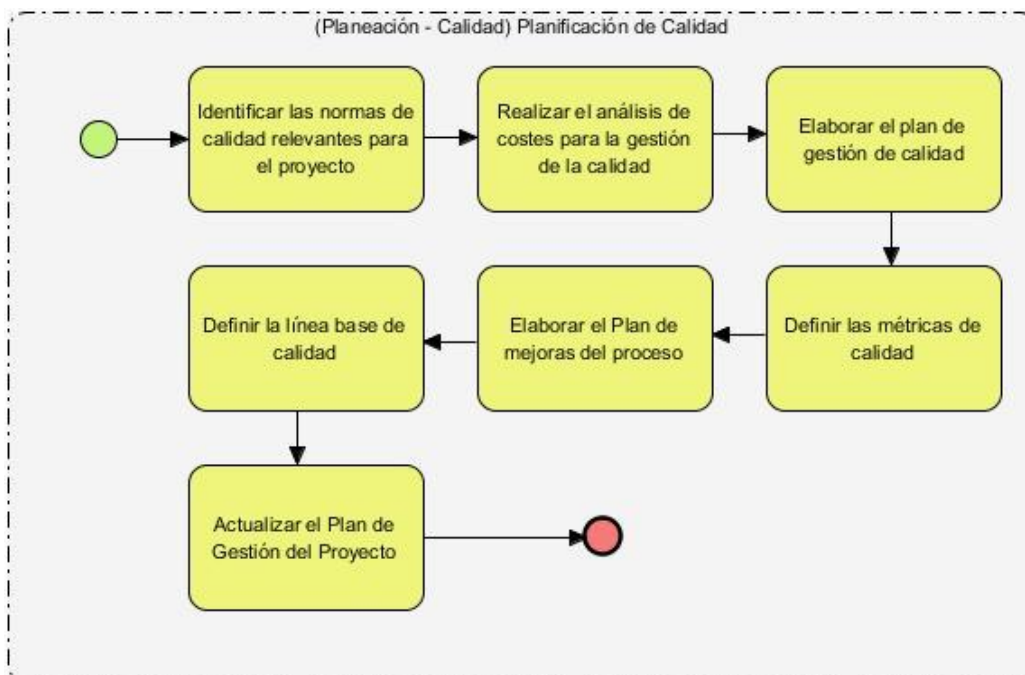 (Planeación - Calidad) Planificación de Calidad
Identificar las normas de
calidad relevantes para
el proyecto
Realizar el análisis de
costes para la gestión
de la calidad
Elaborar el plan de
gestión de calidad
Definir las métricas de
calidad
Elaborar el Plan de
mejoras del proceso
Definir la línea base de
calidad
Actualizar el Plan de
Gestión del Proyecto